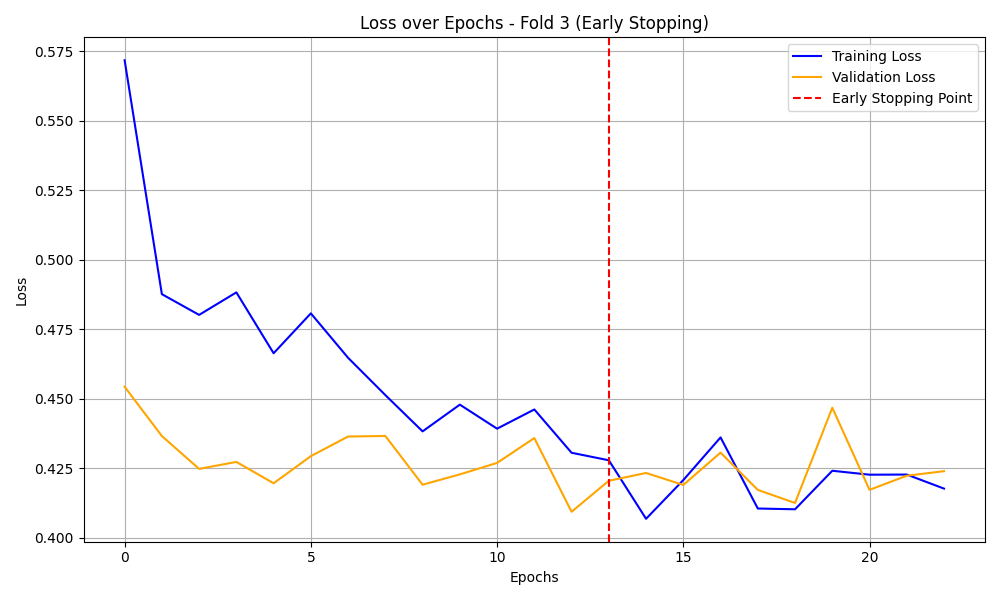 Loss over Epochs - Fold 3 (Early Stopping)
Training Loss
Validation Loss
Early Stopping Point
0.575
0.550
0.525
0.500
0.475
0.450
0.425
0.400
Loss
0 5 10 15 20
Epochs